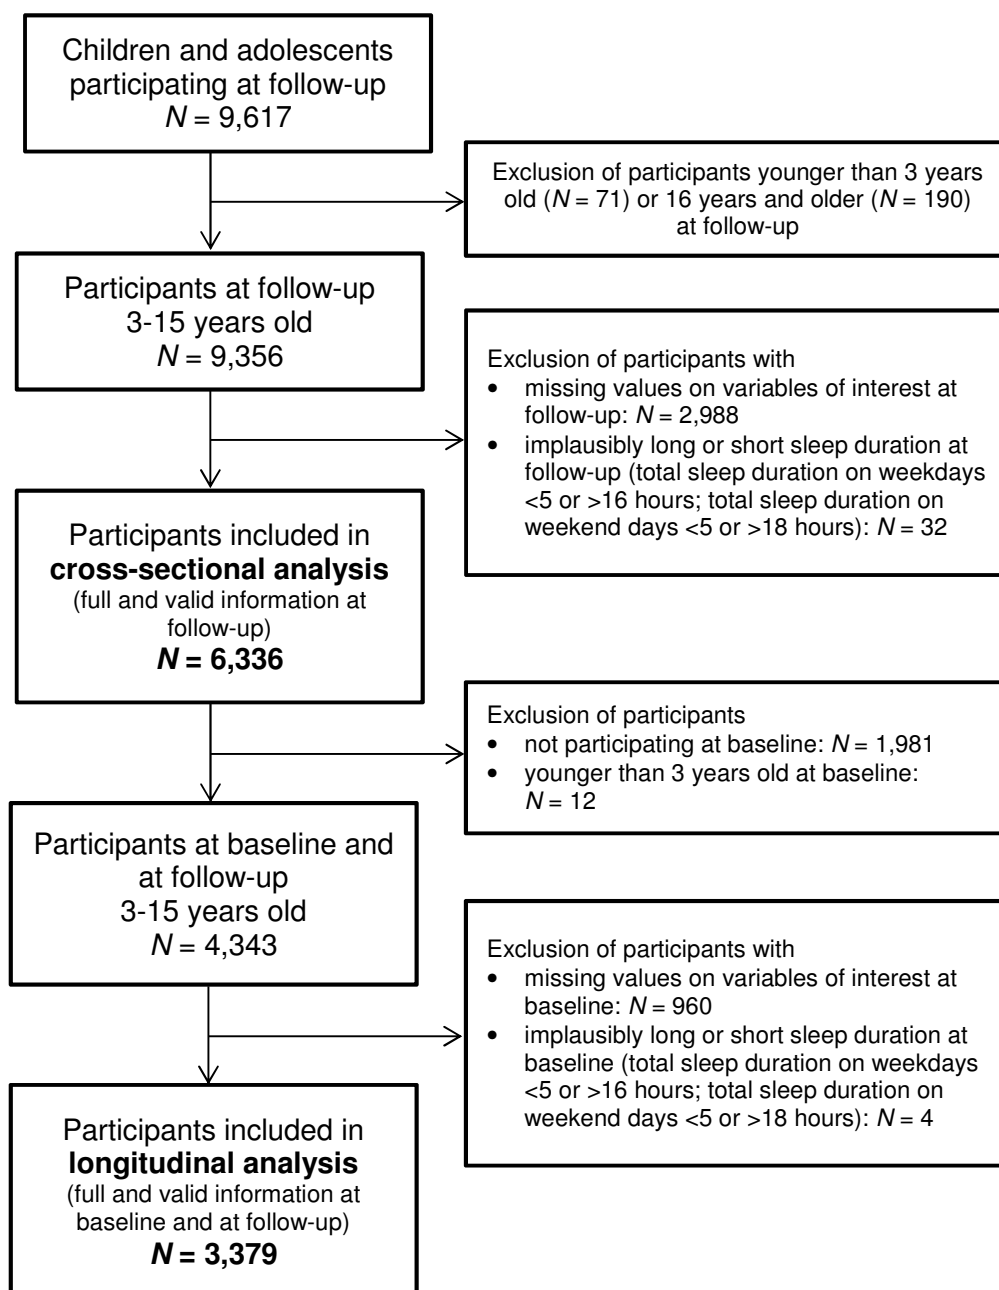 Children and adolescents
participating at follow-up
N = 9,617
Exclusion of participants younger than 3 years
old (N = 71) or 16 years and older (N = 190)
at follow-up
Participants at follow-up
3-15 years old
N = 9,356
Exclusion of participants with
• missing values on variables of interest at
follow-up: N = 2,988
• implausibly long or short sleep duration at
follow-up (total sleep duration on weekdays
<5 or >16 hours; total sleep duration on
weekend days <5 or >18 hours): N = 32
Participants included in
cross-sectional analysis
(full and valid information at
follow-up)
N = 6,336
Exclusion of participants
• not participating at baseline: N = 1,981
• younger than 3 years old at baseline:
N = 12
Participants at baseline and
at follow-up
3-15 years old
N = 4,343
Exclusion of participants with
• missing values on variables of interest at
baseline: N = 960
• implausibly long or short sleep duration at
baseline (total sleep duration on weekdays
<5 or >16 hours; total sleep duration on
weekend days <5 or >18 hours): N = 4
Participants included in
longitudinal analysis
(full and valid information at
baseline and at follow-up)
N = 3,379